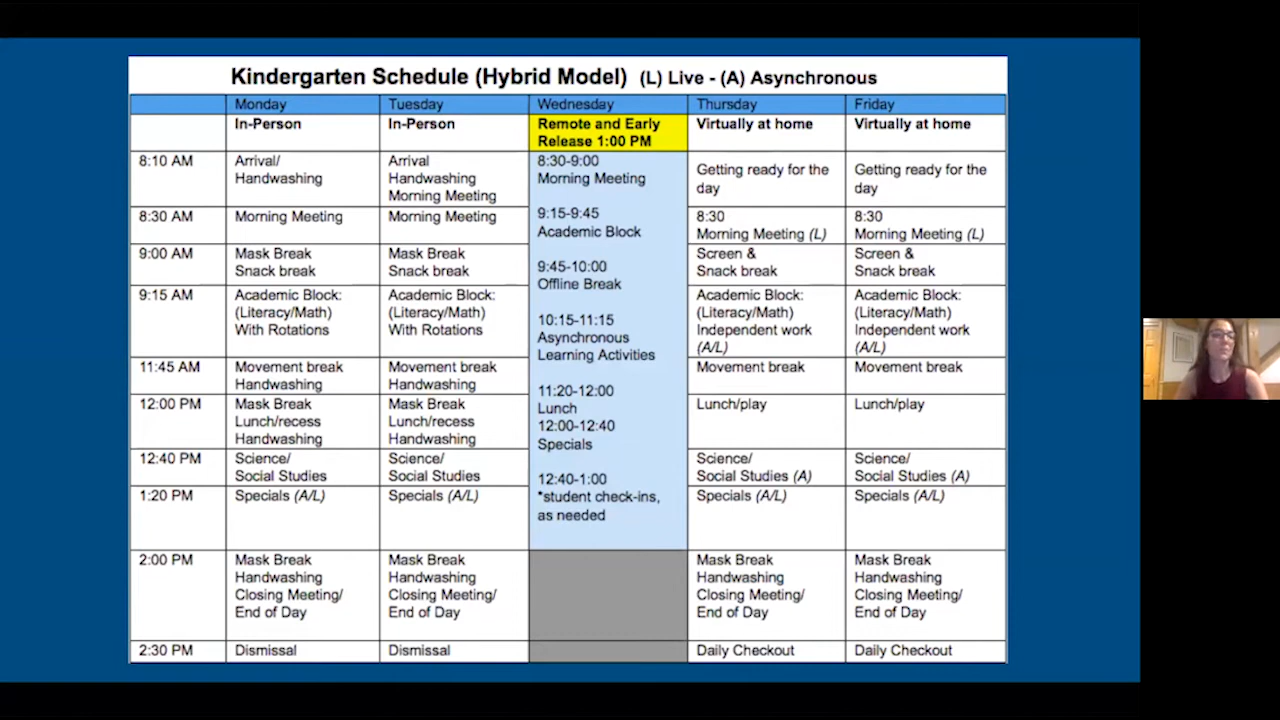 Kindergarten Schedule (Hybrid Model) (L) Live - (A) Asynchronous
Monday Tuesday Wednesday Thursday Friday
In-Person In-Person Remote and Early Virtually at home Virtually at home
Release 1:00 PM
8:10 AM
Arrival/
Handwashing
Arrival
Handwashing
Morning Meeting
8:30-9:00
Morning Meeting
9:15-9:45
Academic Block
9:45-10:00
Offline Break
10:15-11:15
Asynchronous
Learning Activities
11:20-12:00
Lunch
12:00-12:40
Specials
12:40-1:00
*student check-ins,
as needed
Getting ready for the
day
Getting ready for the
day
8:30 AM
Morning Meeting
Morning Meeting
8:30
Morning Meeting (L)
8:30
Morning Meeting (L)
9:00 AM
Mask Break
Snack break
Mask Break
Snack break
Screen &
Snack break
Screen &
Snack break
9:15 AM
Academic Block:
(Literacy/Math)
With Rotations
Academic Block:
(Literacy/Math)
With Rotations
Academic Block:
(Literacy/Math)
Independent work
(A/L)
Academic Block:
(Literacy/Math)
Independent work
(A/L)
11:45 AM
Movement break
Handwashing
Movement break
Handwashing
Movement break
Movement break
12:00 PM
Mask Break
Lunch/recess
Handwashing
Mask Break
Lunch/recess
Handwashing
Lunch/play
Lunch/play
12:40 PM
Science/
Social Studies
Science/
Social Studies
Science/
Social Studies (A)
Science/
Social Studies (A)
1:20 PM
Specials (A/L)
Specials (A/L)
Specials (A/L)
Specials (A/L)
2:00 PM
Mask Break
Handwashing
Closing Meeting/
End of Day
Mask Break
Handwashing
Closing Meeting/
End of Day
Mask Break
Handwashing
Closing Meeting/
End of Day
Mask Break
Handwashing
Closing Meeting/
End of Day
2:30 PM
Dismissal
Dismissal
Daily Checkout
Daily Checkout